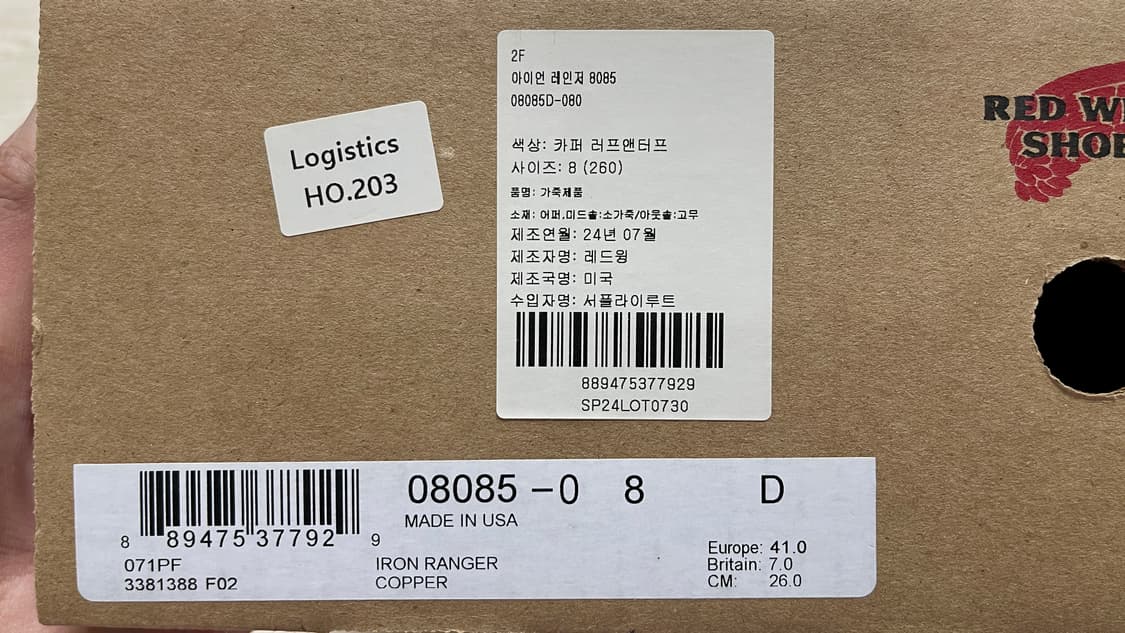 2F
아이언 레인저 8085
08085D-080
색상: 카퍼 러프앤터프
사이즈: 8 (260)
품명: 가죽제품
소재: 어퍼,미드솔:소가죽/아웃솔:고무
제조연월: 24년 07월
제조자명: 레드윙
제조국명: 미국
수입자명: 서플라이루트
889475377929
SP24LOT0730
Logistics
HO.203
RED WI
SHOE
08085 -0 8 D
MADE IN USA
8 89475 37792 9
071PF
3381388 F02
IRON RANGER
COPPER
Europe: 41.0
Britain: 7.0
CM: 26.0